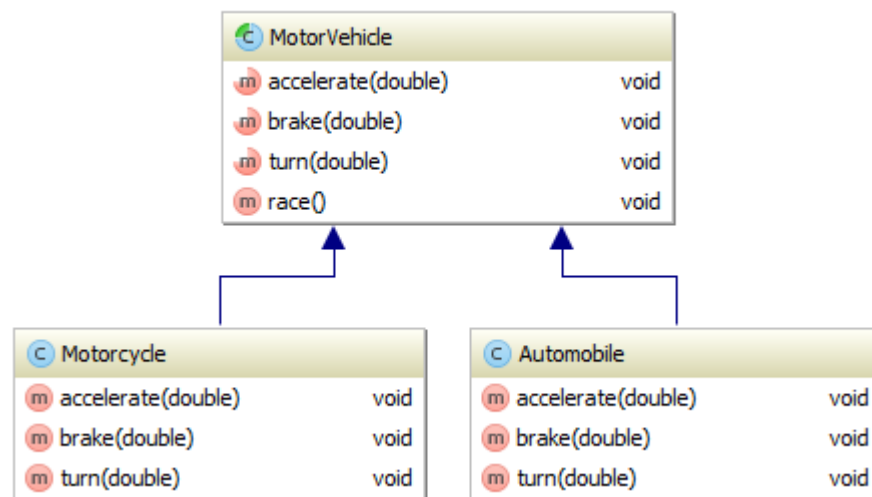 C MotorVehicle
m accelerate(double) void
m brake(double) void
m turn(double) void
m race() void
C Motorcycle
m accelerate(double) void
m brake(double) void
m turn(double) void
C Automobile
m accelerate(double) void
m brake(double) void
m turn(double) void